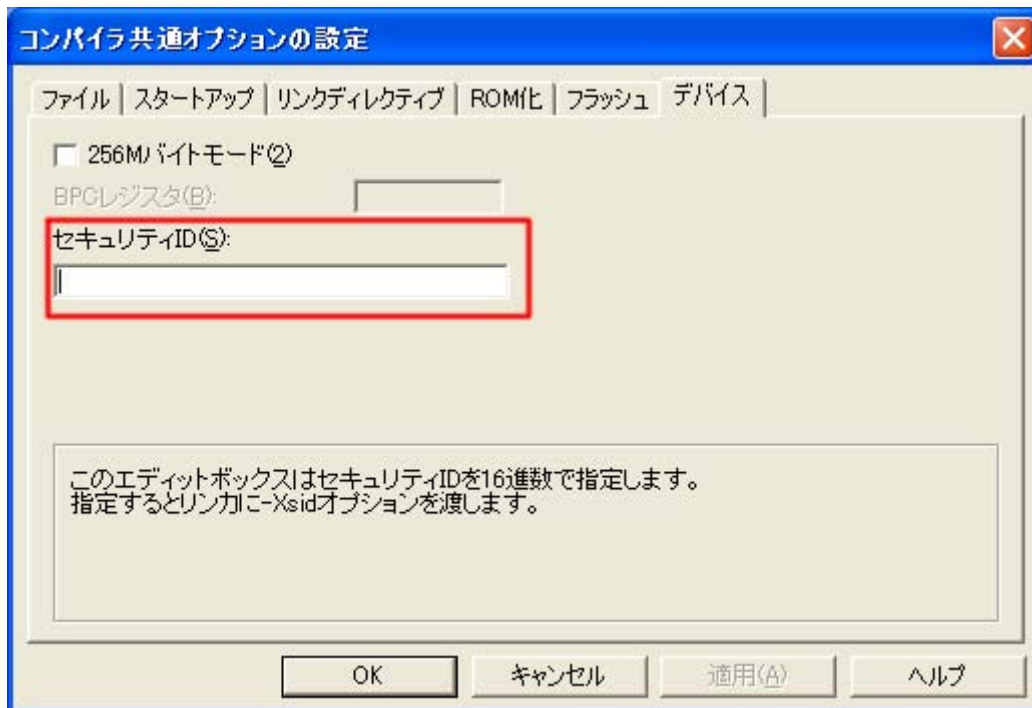 コンパイラ共通オプションの設定
ファイル スタートアップ リンクディレクティブ ROM化 フラッシュ デバイス
256Mバイトモード(2)
BPCレジスタ(B):
セキュリティID(S):
このエディットボックスはセキュリティIDを16進数で指定します。
指定するとリンカに-Xsidオプションを渡します。
OK キャンセル 適用(A) ヘルプ